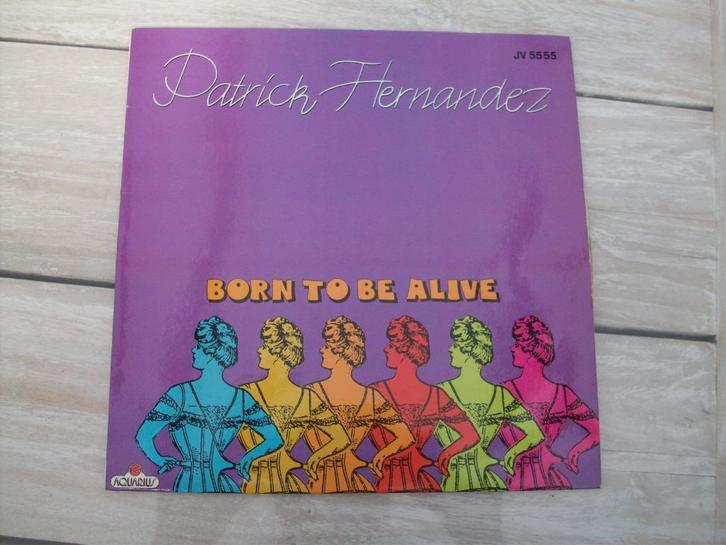 JV 5555
Patrick Hernandez
BORN TO BE ALIVE
AQUARIUS